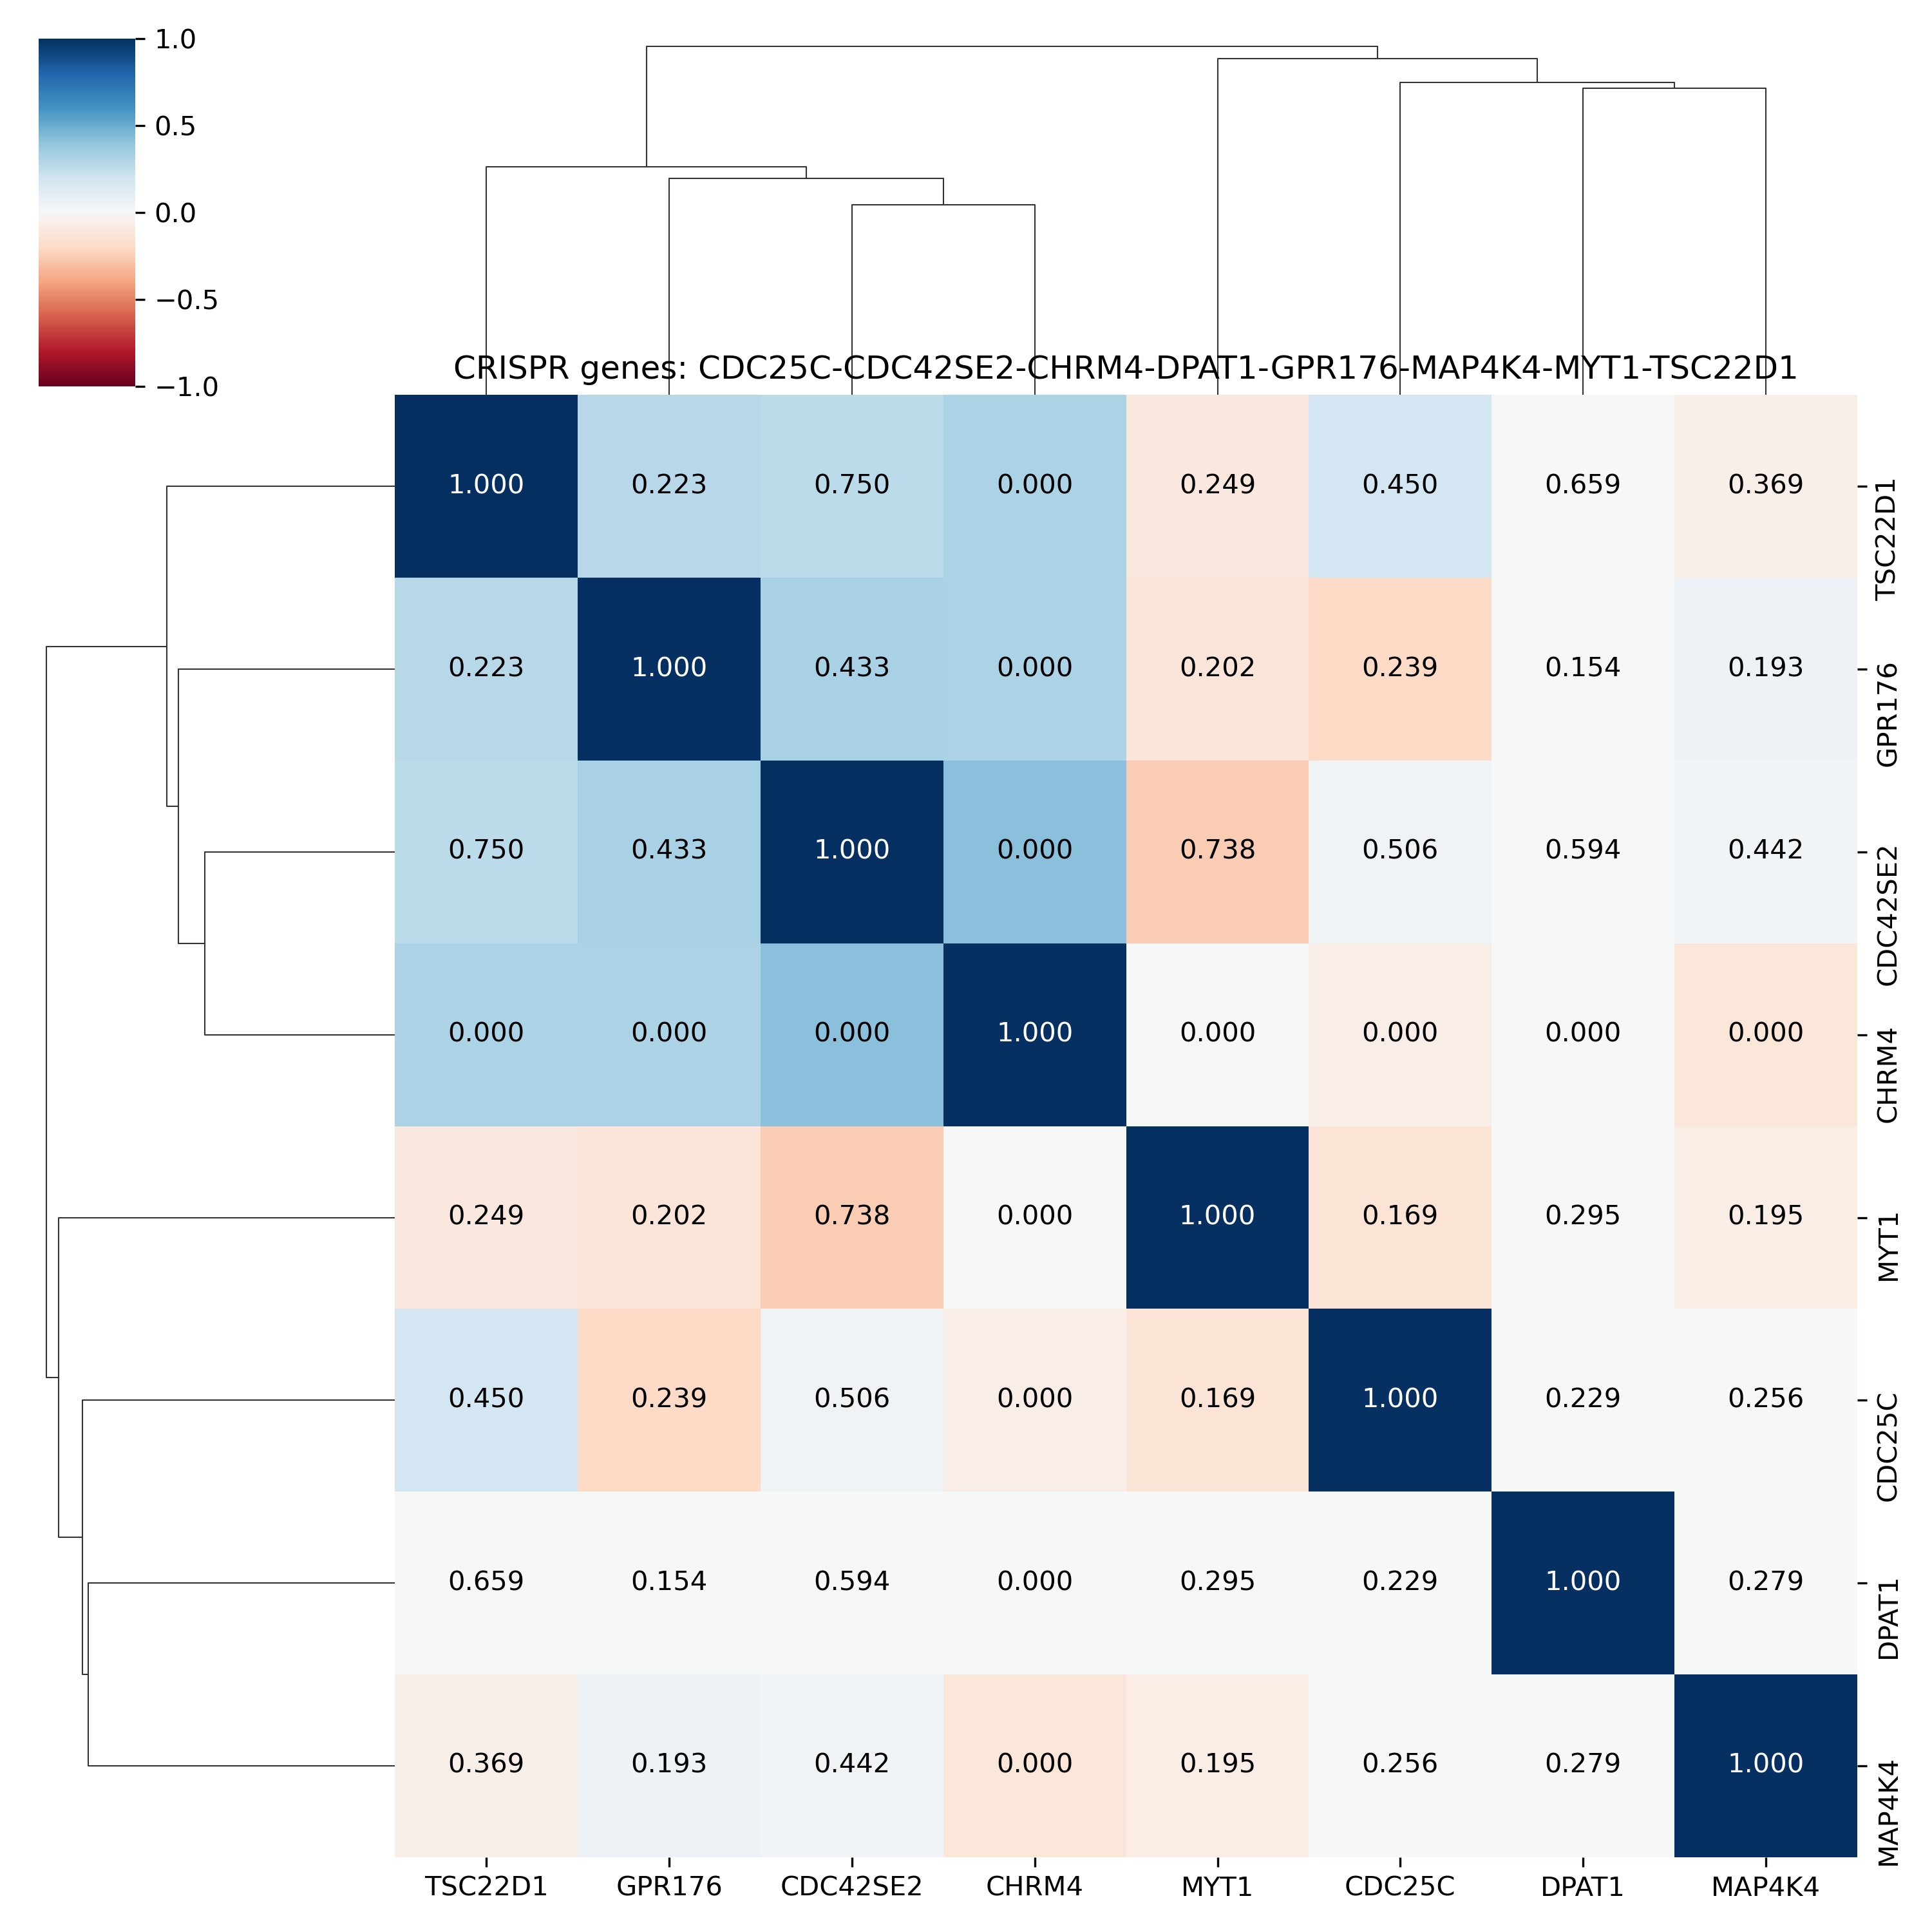 1.0
0.5
0.0
−0.5
−1.0
CRISPR genes: CDC25C-CDC42SE2-CHRM4-DPAT1-GPR176-MAP4K4-MYT1-TSC22D1
1.000 0.223 0.750 0.000 0.249 0.450 0.659 0.369 TSC22D1
0.223 1.000 0.433 0.000 0.202 0.239 0.154 0.193 GPR176
0.750 0.433 1.000 0.000 0.738 0.506 0.594 0.442 CDC42SE2
0.000 0.000 0.000 1.000 0.000 0.000 0.000 0.000 CHRM4
0.249 0.202 0.738 0.000 1.000 0.169 0.295 0.195 MYT1
0.450 0.239 0.506 0.000 0.169 1.000 0.229 0.256 CDC25C
0.659 0.154 0.594 0.000 0.295 0.229 1.000 0.279 DPAT1
0.369 0.193 0.442 0.000 0.195 0.256 0.279 1.000 MAP4K4
TSC22D1 GPR176 CDC42SE2 CHRM4 MYT1 CDC25C DPAT1 MAP4K4